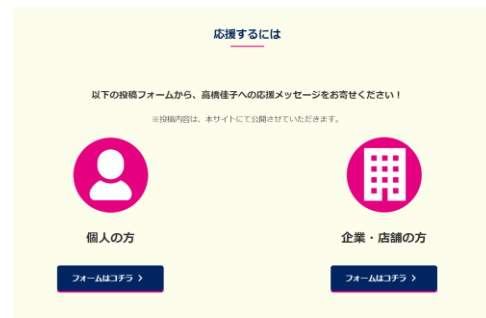 応援するには
以下の投稿フォームから、高橋佳子への応援メッセージをお寄せください！
※投稿内容は、本サイトにて公開させていただきます。
個人の方
企業・店舗の方
フォームはコチラ >
フォームはコチラ >